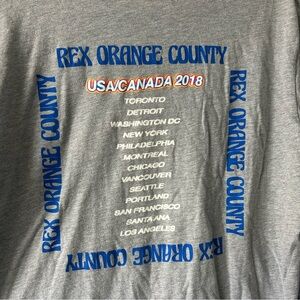 REX ORANGE COUNTY
USA/CANADA 2018
TORONTO
DETROIT
WASHINGTON DC
NEW YORK
PHILADELPHIA
MONTREAL
CHICAGO
VANCOUVER
SEATTLE
PORTLAND
SAN FRANCISCO
SANTA ANA
LOS ANGELES
REX ORANGE COUNTY
REX ORANGE COUNTY
REX ORANGE COUNTY